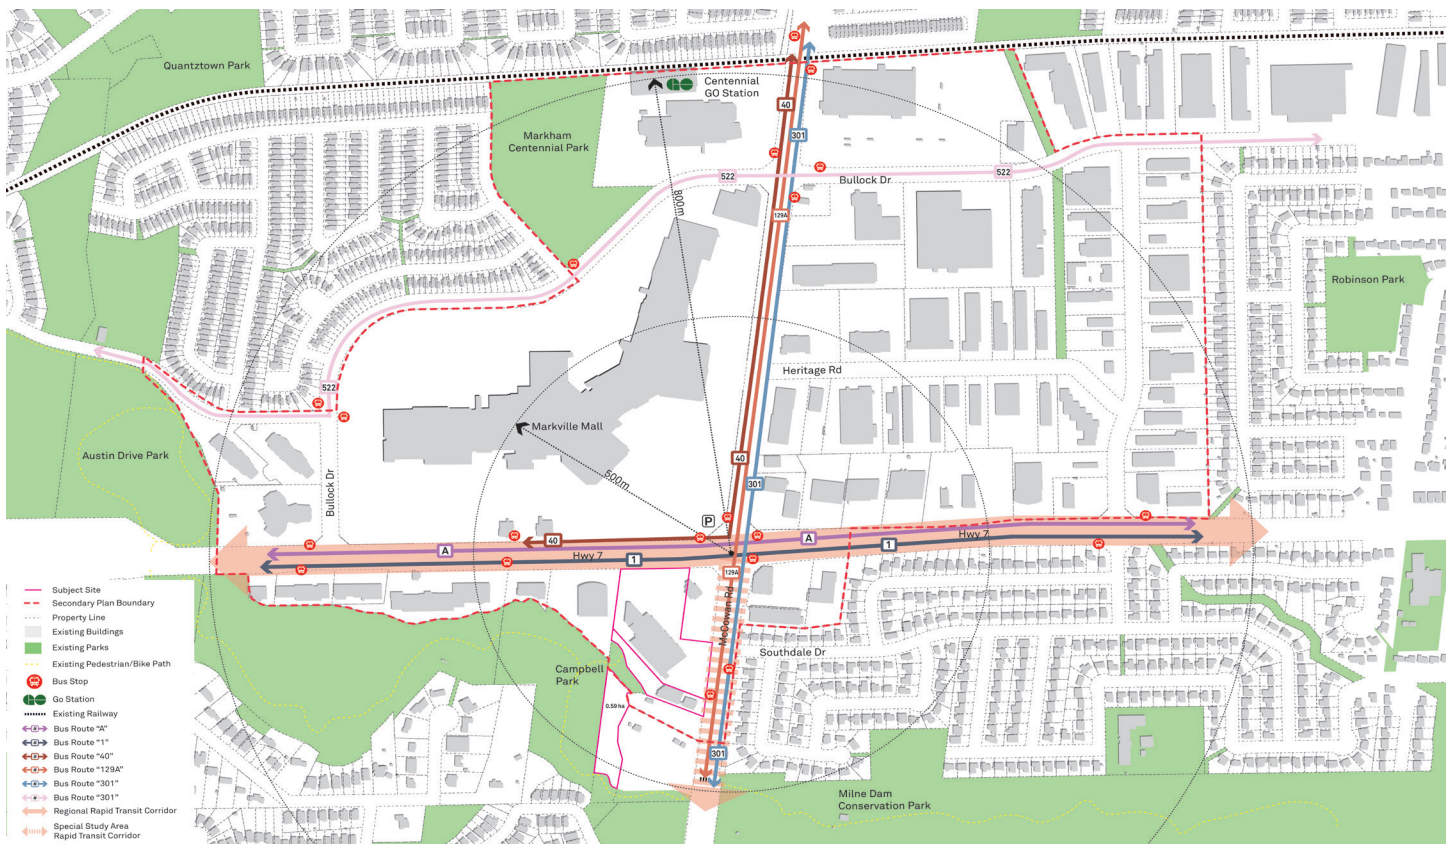 Quantztown Park
Centennial
GO Station
40
301
Markham
Centennial Park
522
Bullock Dr
522
800m
129A
Robinson Park
Heritage Rd
522
Markville Mall
Austin Drive Park
500m
40
301
Bullock Dr
P
40
A
A
Hwy 7
1
Hwy 7
1
129A
McCowan Rd
Southdale Dr
Campbell
Park
0.59 ha
301
Milne Dam
Conservation Park
Subject Site
Secondary Plan Boundary
Property Line
Existing Buildings
Existing Parks
Existing Pedestrian/Bike Path
Bus Stop
Go Station
Existing Railway
Bus Route "A"
Bus Route "1"
Bus Route "40"
Bus Route "129A"
Bus Route "301"
Bus Route "301"
Regional Rapid Transit Corridor
Special Study Area
Rapid Transit Corridor